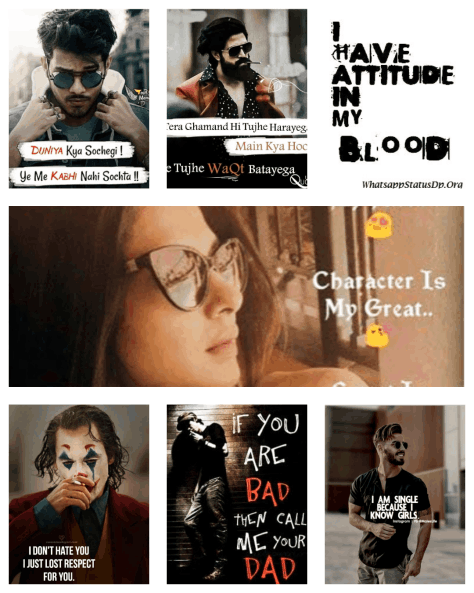 DUNIYA Kya Sochegi !
Ye Me KABHI Nahi Sochta !!
Tera Ghamand Hi Tujhe Harayega
Main Kya Hoo
e Tujhe WaQt Batayega
I
HAVE
ATTITUDE
IN
MY
BLOOD
WhatsappStatusDp.Org
Character Is
My Great..
I DON'T HATE YOU
I JUST LOST RESPECT
FOR YOU.
IF YOU
ARE
BAD
THEN CALL
ME YOUR
DAD
I AM SINGLE
BECAUSE I
KNOW GIRLS.